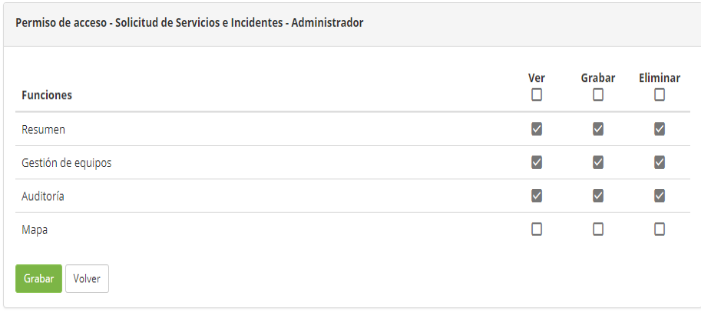 Permiso de acceso - Solicitud de Servicios e Incidentes - Administrador
Funciones Ver Grabar Eliminar
Resumen
Gestión de equipos
Auditoría
Mapa
Grabar Volver